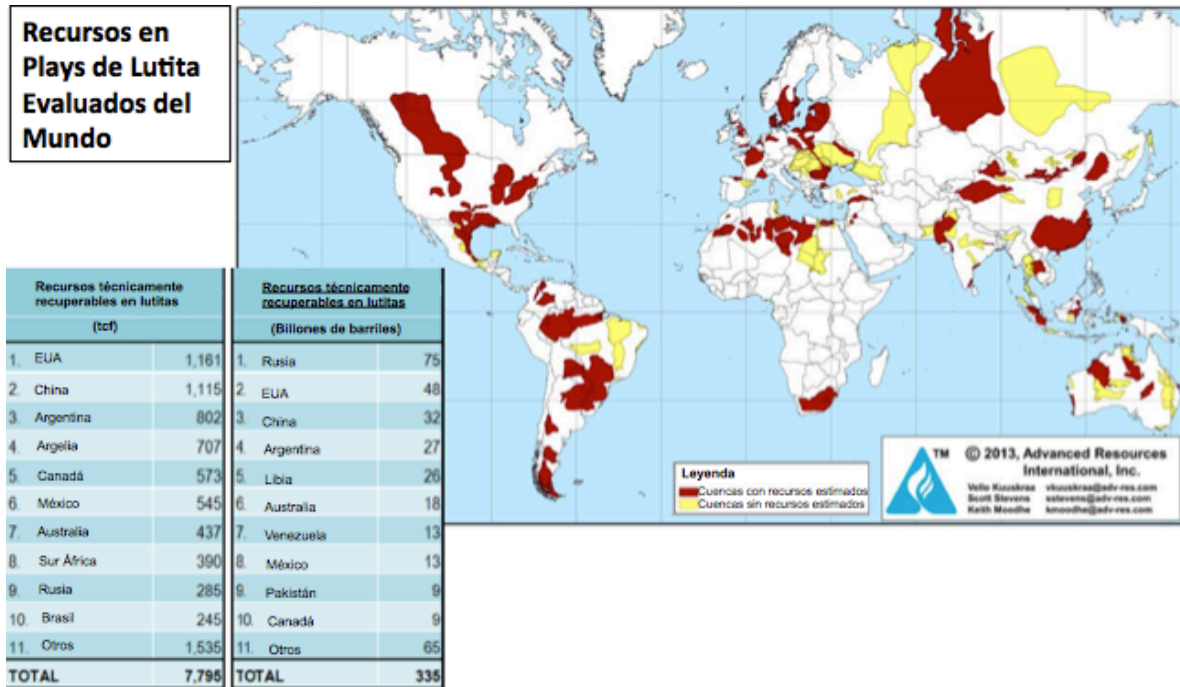 Recursos en
Plays de Lutita
Evaluados del
Mundo
Recursos técnicamente
recuperables en lutitas
(tcf)
1. EUA 1,161
2. China 1,115
3. Argentina 802
4. Argelia 707
5. Canadá 573
6. México 545
7. Australia 437
8. Sur África 390
9. Rusia 285
10. Brasil 245
11. Otros 1,535
TOTAL 7,795
Recursos técnicamente
recuperables en lutitas
(Billones de barriles)
1. Rusia 75
2. EUA 48
3. China 32
4. Argentina 27
5. Libia 26
6. Australia 18
7. Venezuela 13
8. México 13
9. Pakistán 9
10. Canadá 9
11. Otros 65
TOTAL 335
Leyenda
Cuencas con recursos estimados
Cuencas sin recursos estimados
TM
© 2013, Advanced Resources
International, Inc.
Vello Kuuskraa vkuuskraa@adv-res.com
Scott Stevens sstevens@adv-res.com
Keith Moodhe kmoodhe@adv-res.com